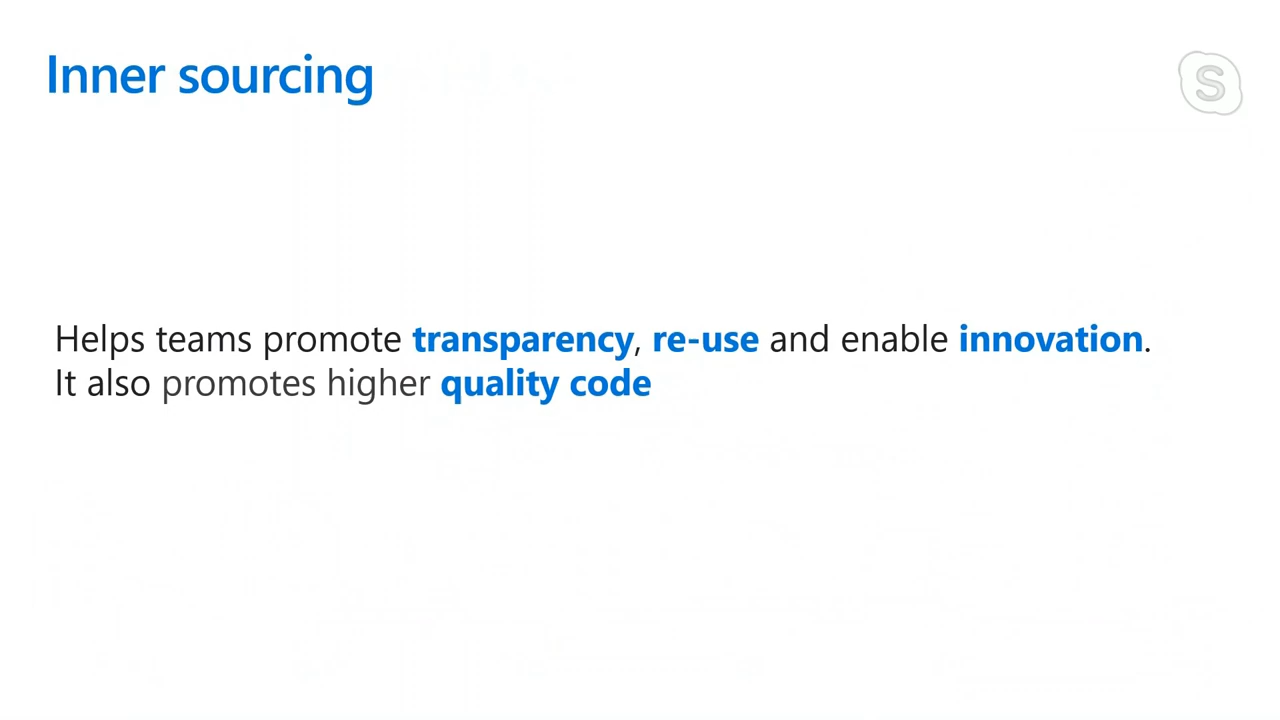 Inner sourcing
S
Helps teams promote transparency, re-use and enable innovation.
It also promotes higher quality code